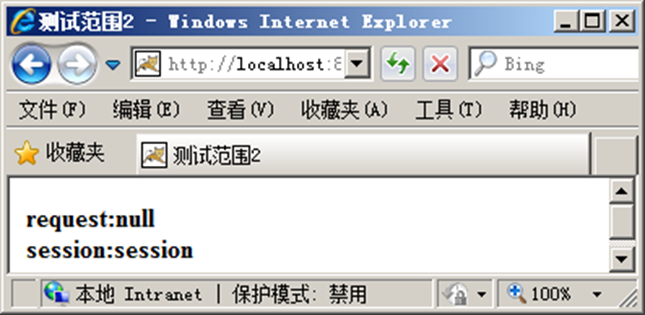 测试范围2 - Windows Internet Explorer
http://localhost:8
Bing
文件(F) 编辑(E) 查看(V) 收藏夹(A) 工具(T) 帮助(H)
收藏夹 测试范围2
request:null
session:session
本地 Intranet | 保护模式: 禁用 100%